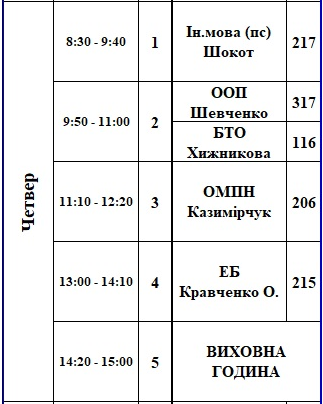 Четвер
8:30 - 9:40 1 Ін.мова (пс) 217
Шокот
9:50 - 11:00 2 ООП 317
Шевченко
БТО 116
Хижникова
11:10 - 12:20 3 ОМПН 206
Казимірчук
13:00 - 14:10 4 ЕБ 215
Кравченко О.
14:20 - 15:00 5 ВИХОВНА
ГОДИНА